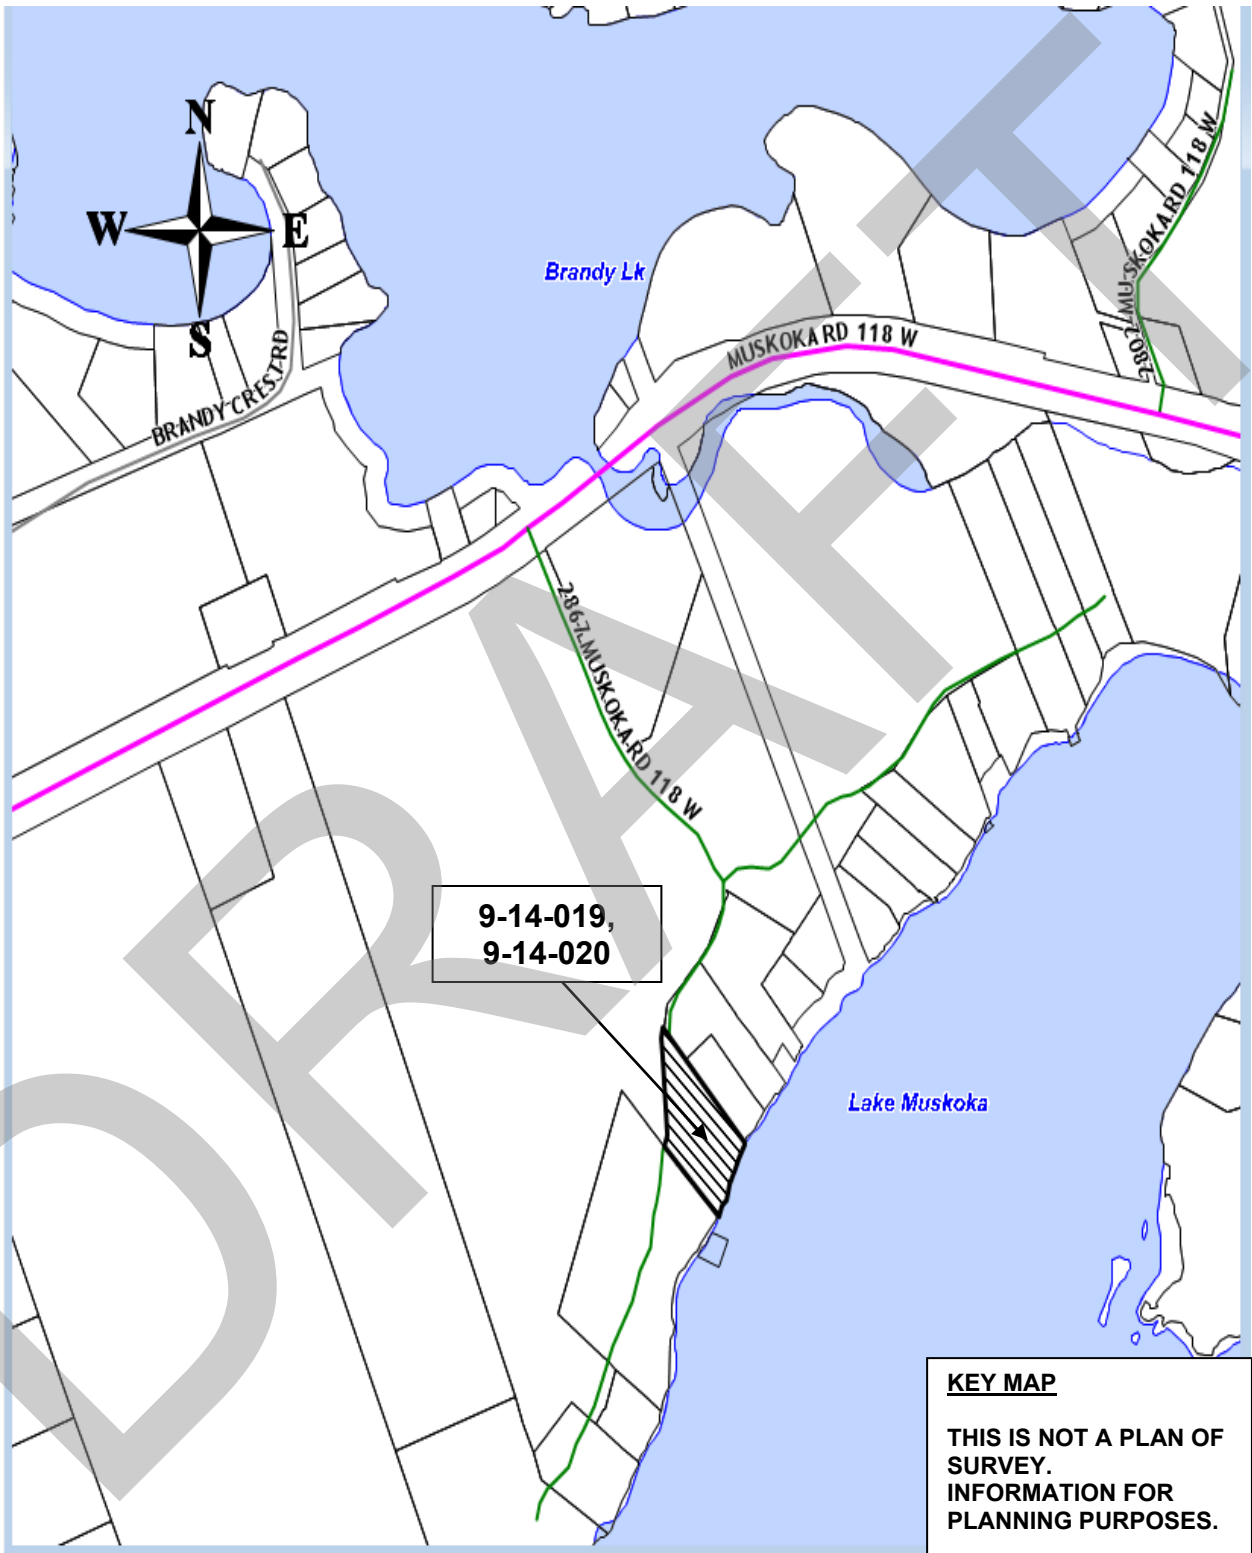 N
W
E
S
Brandy Lk
MUSKOKA RD 118 W
2807 MUSKOKA RD 118 W
BRANDY CREST RD
2867 MUSKOKA RD 118 W
9-14-019,
9-14-020
Lake Muskoka
DRAFT
KEY MAP
THIS IS NOT A PLAN OF
SURVEY.
INFORMATION FOR
PLANNING PURPOSES.